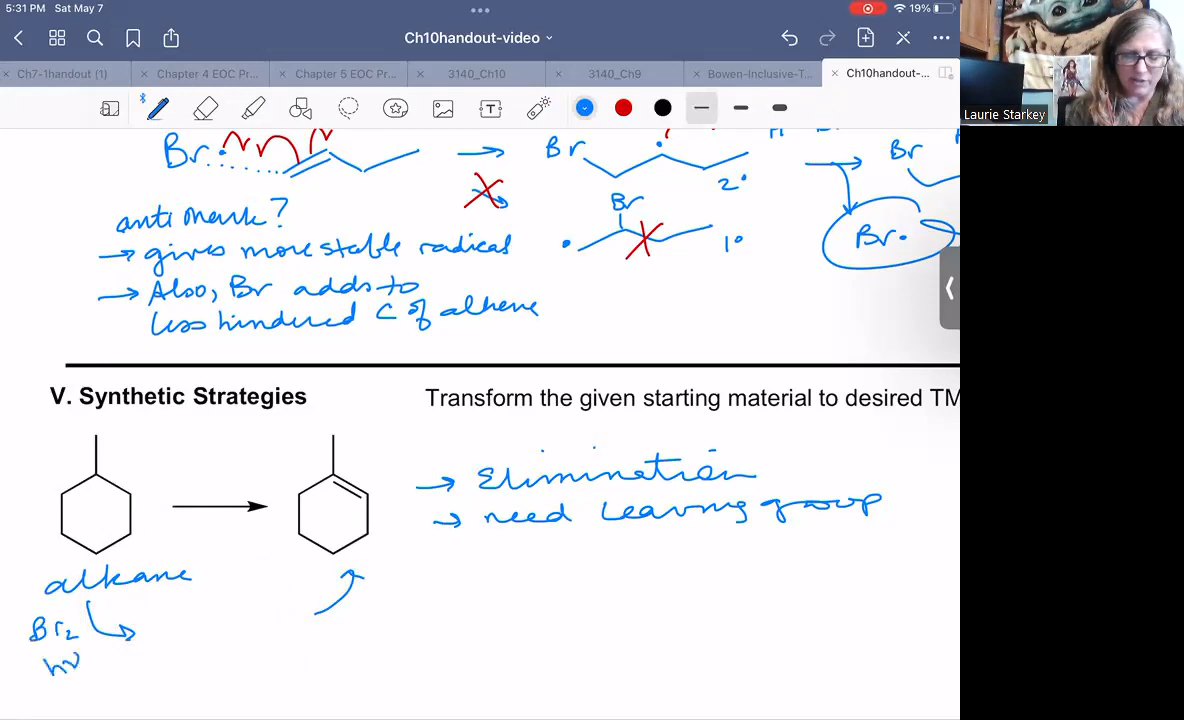 5:31 PM Sat May 7
19%
Ch10handout-video
Ch7-1handout (1)
Chapter 4 EOC Pr...
Chapter 5 EOC Pr...
3140_Ch10
3140_Ch9
Bowen-Inclusive-T...
Ch10handout-...
Laurie Starkey
Br
Br
H
Br
2°
Br
anti Mark?
→ gives more stable radical
1°
Br·
→ Also, Br adds to
less hindered C of alkene
V. Synthetic Strategies
Transform the given starting material to desired TM
→ Elimination
→ need leaving group
alkane
Br2
hν